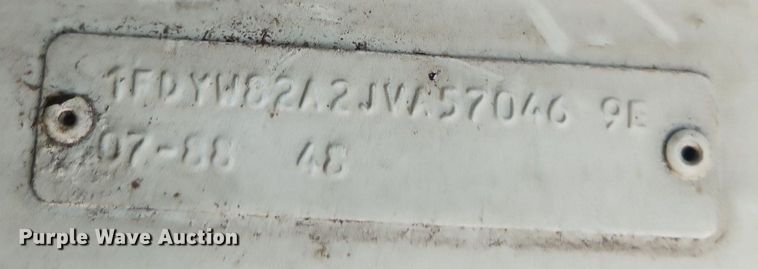 1FDYW82A2JVA57046 9E
07-88 48
Purple Wave Auction